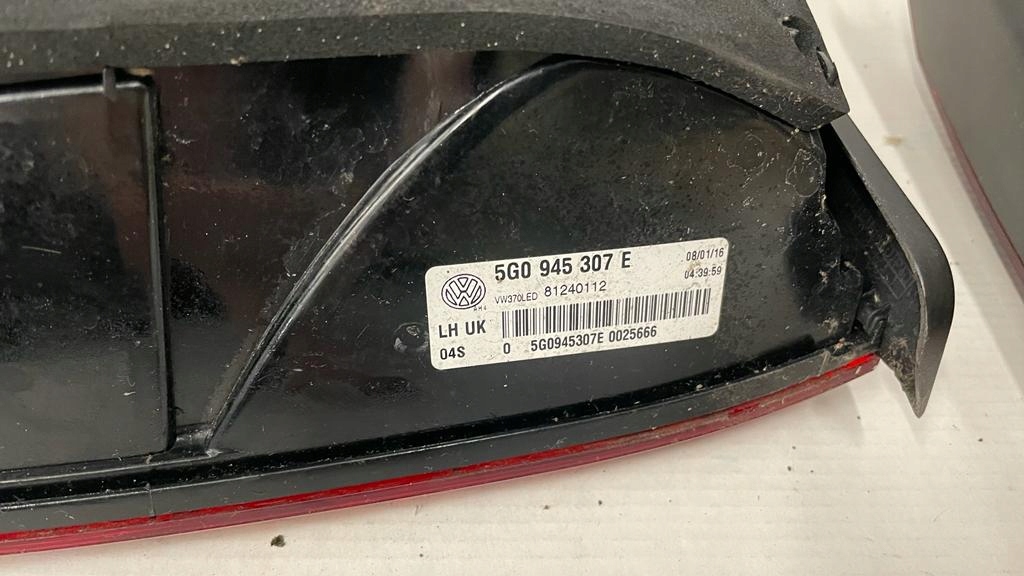 5G0 945 307 E
08/01/16
VW370LED 81240112
04:39:59
LH UK
04S
0 5G0945307E 0025666